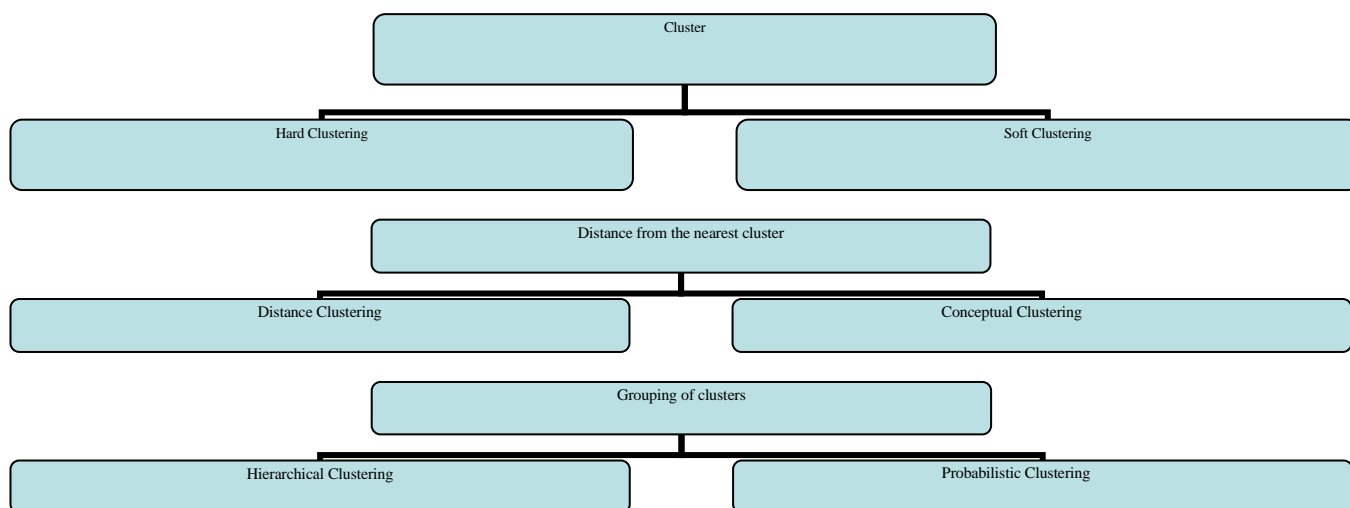 Cluster
Hard Clustering
Soft Clustering
Distance from the nearest cluster
Distance Clustering
Conceptual Clustering
Grouping of clusters
Hierarchical Clustering
Probabilistic Clustering